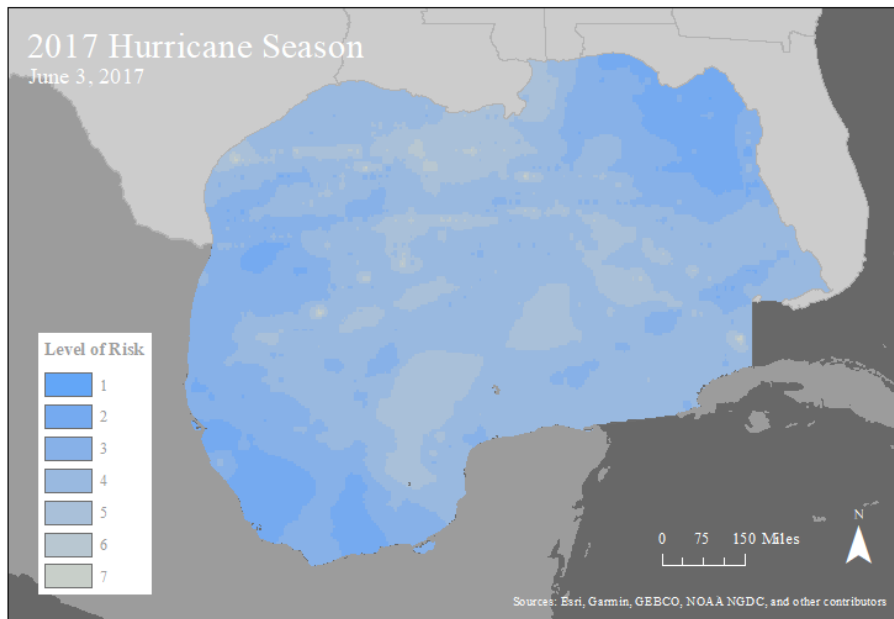 2017 Hurricane Season
June 3, 2017
Level of Risk
1
2
3
4
5
6
7
N
0 75 150 Miles
Sources: Esri, Garmin, GEBCO, NOAA NGDC, and other contributors